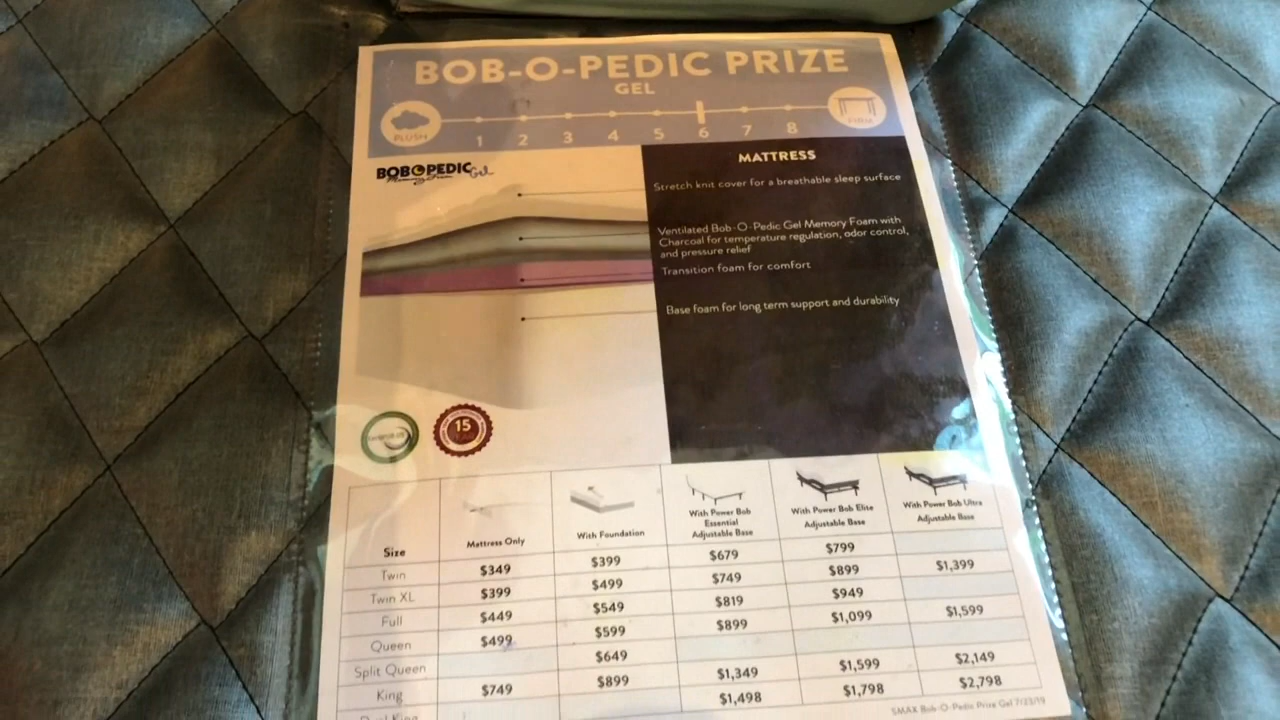 BOB-O-PEDIC PRIZE
GEL
PLUSH 1 2 3 4 5 6 7 8 FIRM
BOBOPEDIC Gel
Memory Foam
MATTRESS
Stretch knit cover for a breathable sleep surface
Ventilated Bob-O-Pedic Gel Memory Foam with
Charcoal for temperature regulation, odor control,
and pressure relief
Transition foam for comfort
Base foam for long term support and durability
15
Size Mattress Only With Foundation With Power Bob Essential Adjustable Base With Power Bob Elite Adjustable Base With Power Bob Ultra Adjustable Base
Twin $349 $399 $679 $799
Twin XL $399 $499 $749 $899 $1,399
Full $449 $549 $819 $949
Queen $499 $599 $899 $1,099 $1,599
Split Queen $649
King $749 $899 $1,349 $1,599 $2,149
Dual King $1,498 $1,798 $2,798
SMAX Bob-O-Pedic Prize Gel 7/23/19